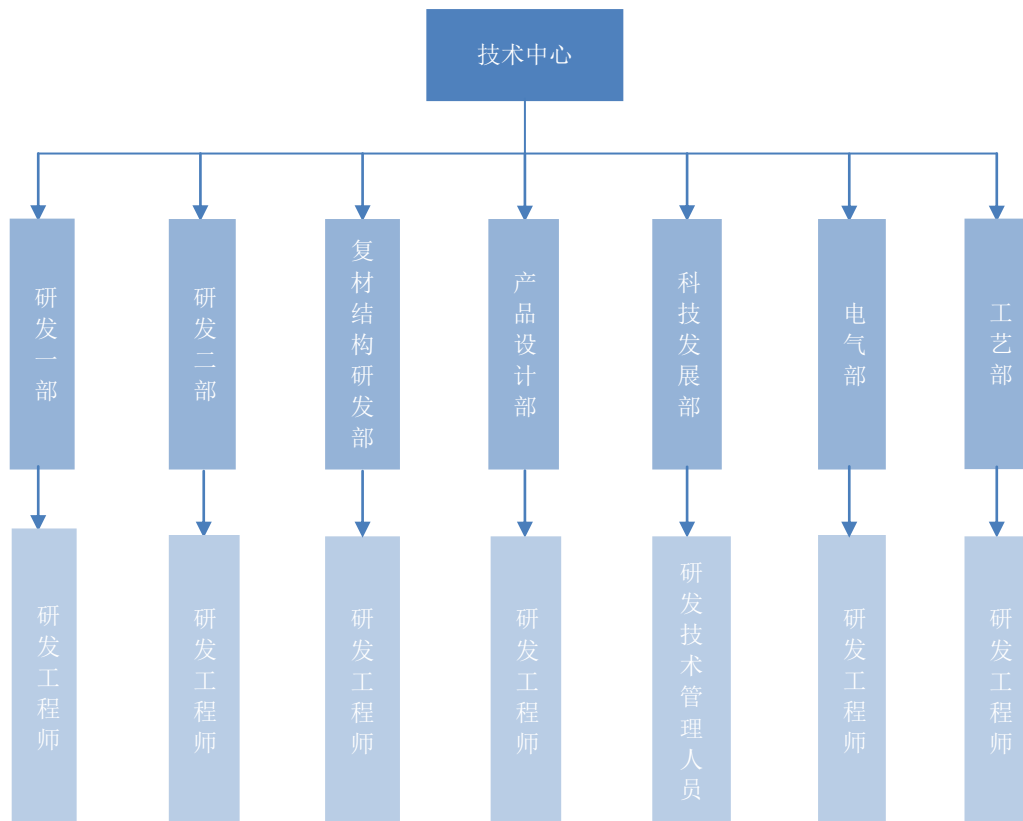 技术中心
研发一部
研发二部
复材结构研发部
产品设计部
科技发展部
电气部
工艺部
研发工程师
研发工程师
研发工程师
研发工程师
研发技术管理人员
研发工程师
研发工程师